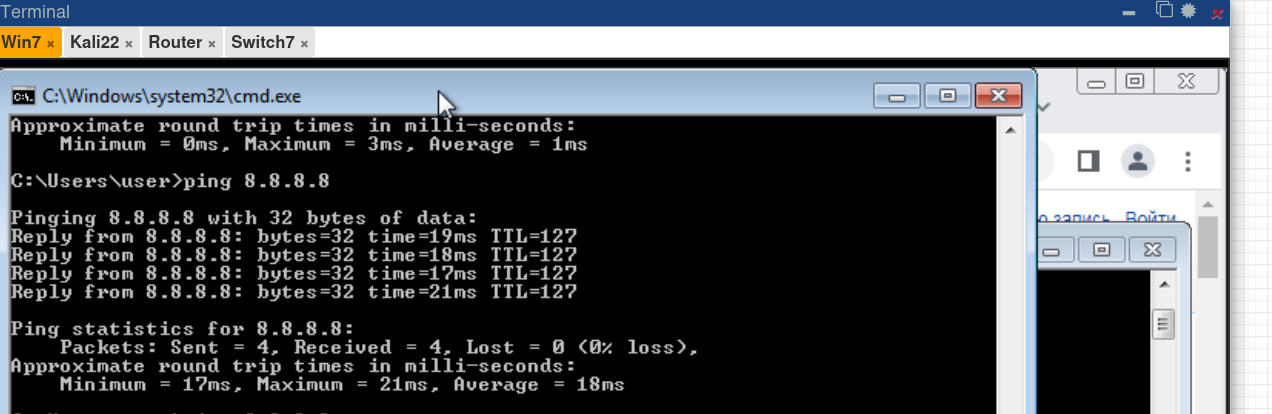 Terminal
Win7 × Kali22 × Router × Switch7 ×
C:\Windows\system32\cmd.exe
Approximate round trip times in milli-seconds:
Minimum = 0ms, Maximum = 3ms, Average = 1ms
C:\Users\user>ping 8.8.8.8
Pinging 8.8.8.8 with 32 bytes of data:
Reply from 8.8.8.8: bytes=32 time=19ms TTL=127
Reply from 8.8.8.8: bytes=32 time=18ms TTL=127
Reply from 8.8.8.8: bytes=32 time=17ms TTL=127
Reply from 8.8.8.8: bytes=32 time=21ms TTL=127
Ping statistics for 8.8.8.8:
Packets: Sent = 4, Received = 4, Lost = 0 (0% loss),
Approximate round trip times in milli-seconds:
Minimum = 17ms, Maximum = 21ms, Average = 18ms
запись Войти